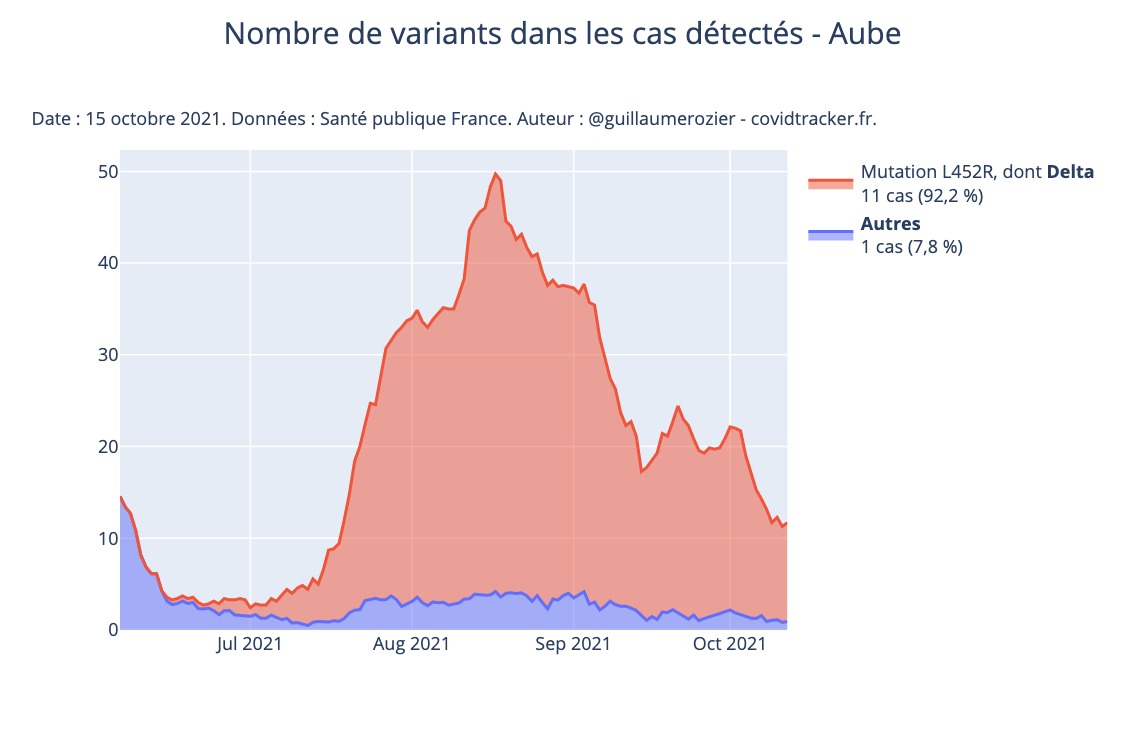 Nombre de variants dans les cas détectés - Aube
Date : 15 octobre 2021. Données : Santé publique France. Auteur : @guillaumerozier - covidtracker.fr.
Mutation L452R, dont Delta
11 cas (92,2 %)
Autres
1 cas (7,8 %)
50
40
30
20
10
0
Jul 2021
Aug 2021
Sep 2021
Oct 2021